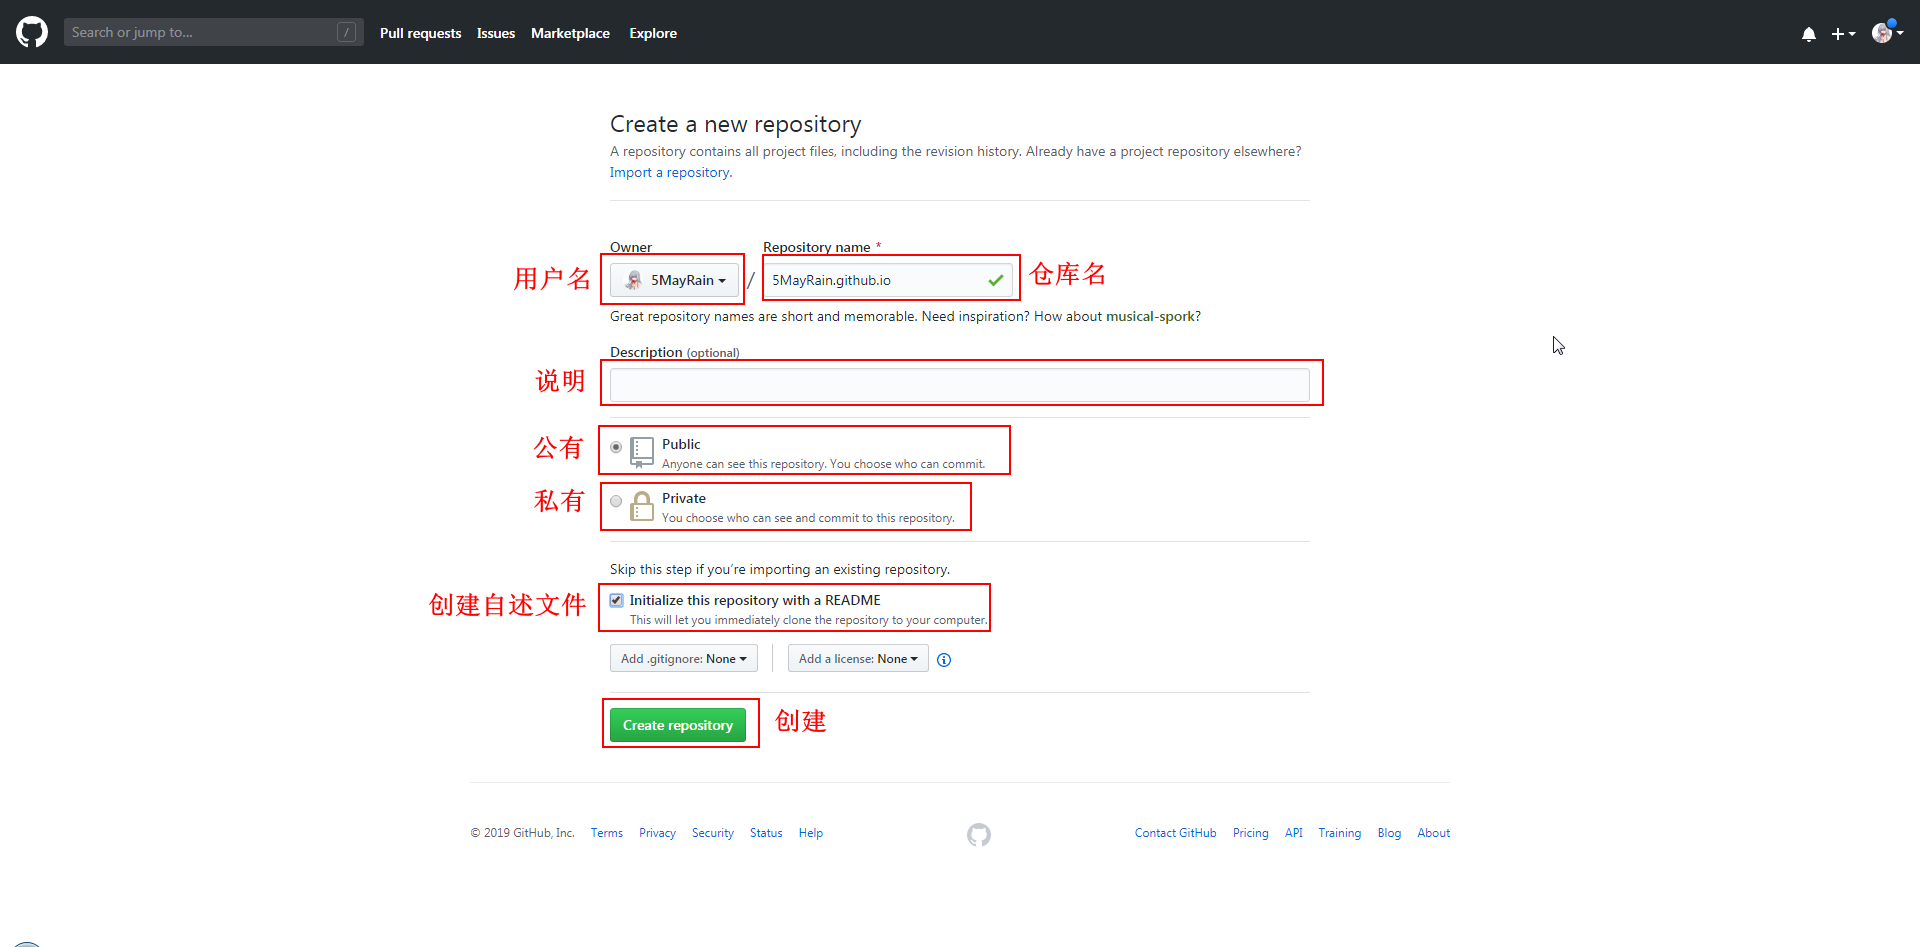 Search or jump to... /
Pull requests Issues Marketplace Explore
Create a new repository
A repository contains all project files, including the revision history. Already have a project repository elsewhere?
Import a repository.
Owner Repository name *
用户名 5MayRain / 5MayRain.github.io 仓库名
Great repository names are short and memorable. Need inspiration? How about musical-spork?
Description (optional)
说明
公有 Public
Anyone can see this repository. You choose who can commit.
私有 Private
You choose who can see and commit to this repository.
Skip this step if you’re importing an existing repository.
创建自述文件 Initialize this repository with a README
This will let you immediately clone the repository to your computer.
Add .gitignore: None Add a license: None
Create repository 创建
© 2019 GitHub, Inc. Terms Privacy Security Status Help Contact GitHub Pricing API Training Blog About